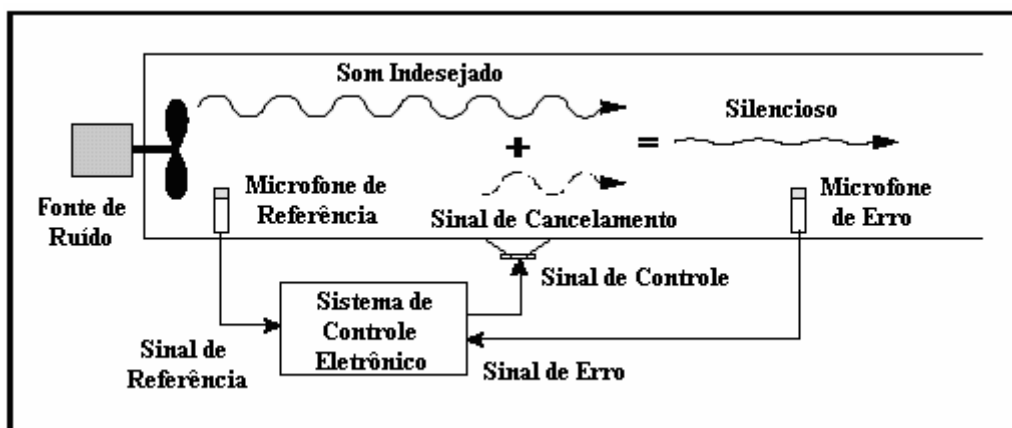 Som Indesejado
Silencioso
+
=
Fonte de
Ruído
Microfone de
Referência
Sinal de Cancelamento
Microfone
de Erro
Sinal de Controle
Sistema de
Controle
Eletrônico
Sinal de
Referência
Sinal de Erro